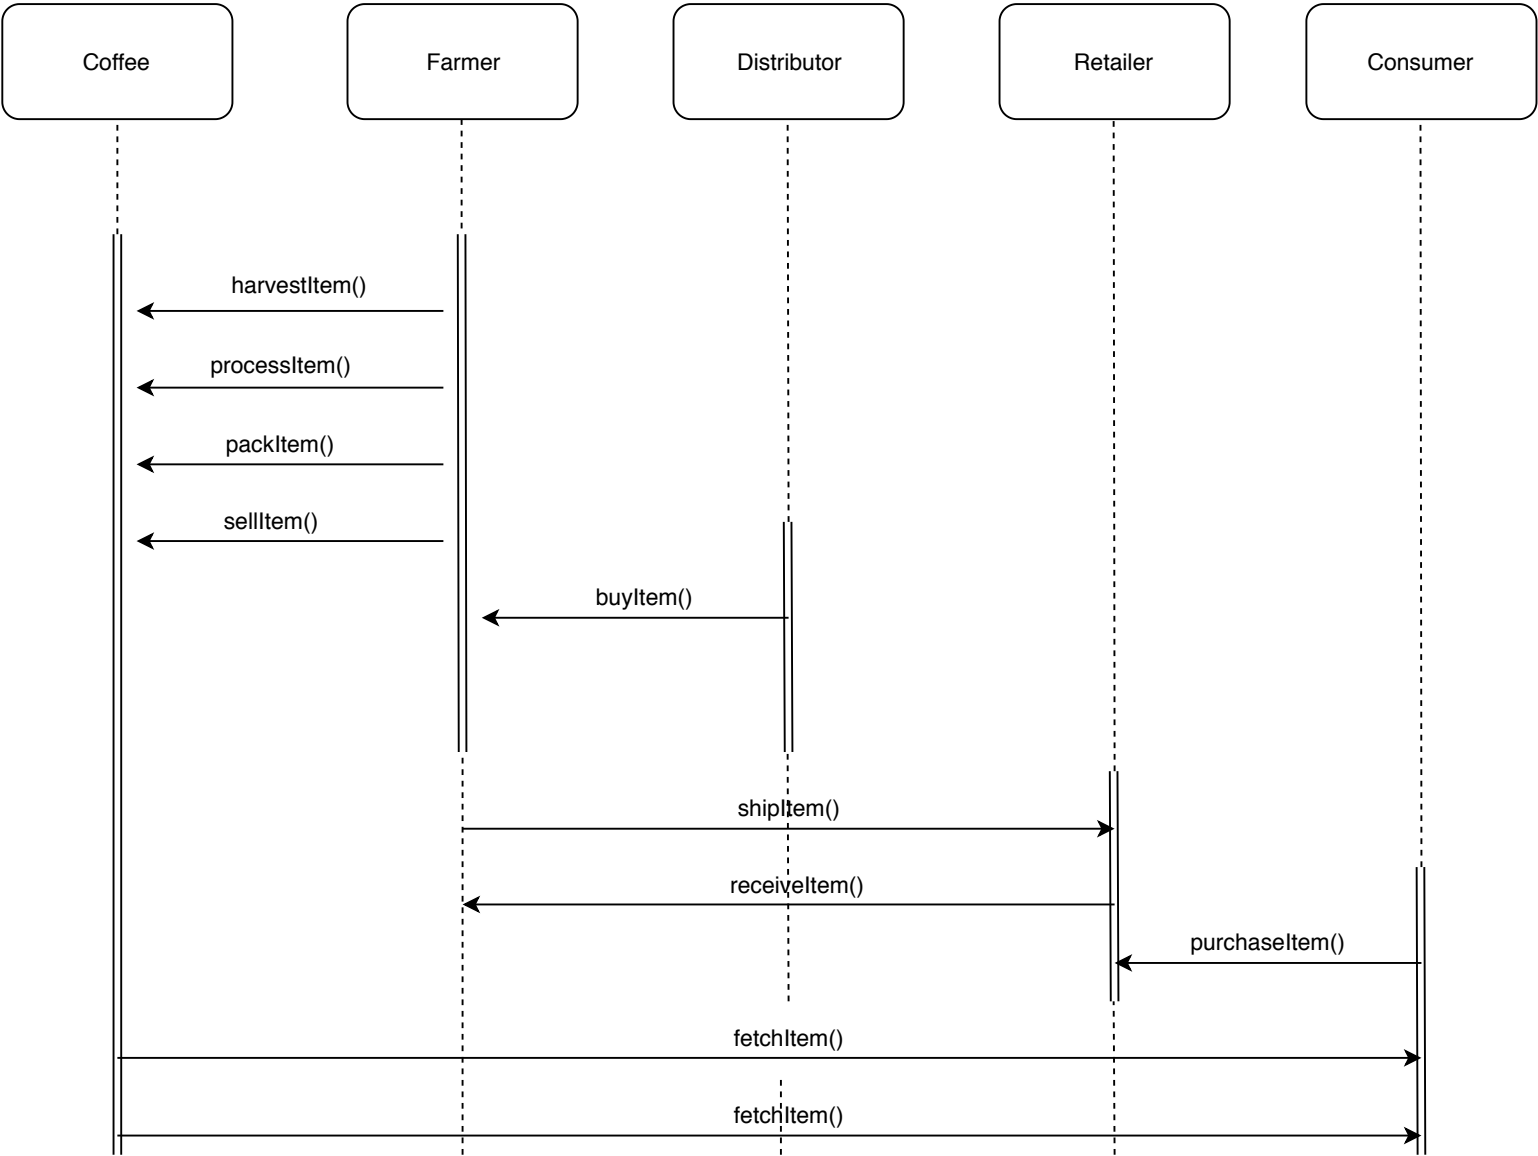 Coffee
Farmer
Distributor
Retailer
Consumer
harvestItem()
processItem()
packItem()
sellItem()
buyItem()
shipItem()
receiveItem()
purchaseItem()
fetchItem()
fetchItem()